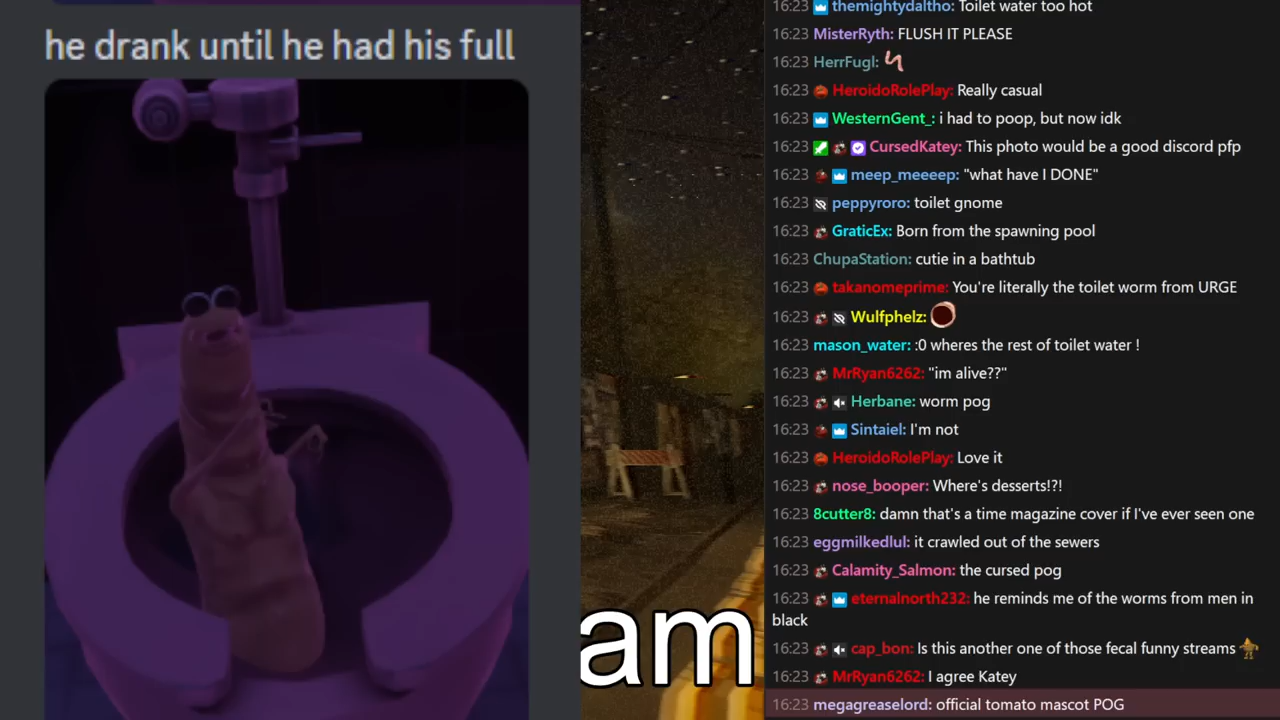 he drank until he had his full
am
16:23 themightydaltho: Toilet water too hot
16:23 MisterRyth: FLUSH IT PLEASE
16:23 HerrFugl:
16:23 HeroidoRolePlay: Really casual
16:23 WesternGent_: i had to poop, but now idk
16:23 CursedKatey: This photo would be a good discord pfp
16:23 meep_meeeep: "what have I DONE"
16:23 peppyroro: toilet gnome
16:23 GraticEx: Born from the spawning pool
16:23 ChupaStation: cutie in a bathtub
16:23 takanomeprime: You're literally the toilet worm from URGE
16:23 Wulfphelz:
16:23 mason_water: :0 wheres the rest of toilet water !
16:23 MrRyan6262: "im alive??"
16:23 Herbane: worm pog
16:23 Sintaiel: I'm not
16:23 HeroidoRolePlay: Love it
16:23 nose_booper: Where's desserts!?!
16:23 8cutter8: damn that's a time magazine cover if I've ever seen one
16:23 eggmilkedlul: it crawled out of the sewers
16:23 Calamity_Salmon: the cursed pog
16:23 eternalnorth232: he reminds me of the worms from men in
black
16:23 cap_bon: Is this another one of those fecal funny streams
16:23 MrRyan6262: I agree Katey
16:23 megagreaselord: official tomato mascot POG